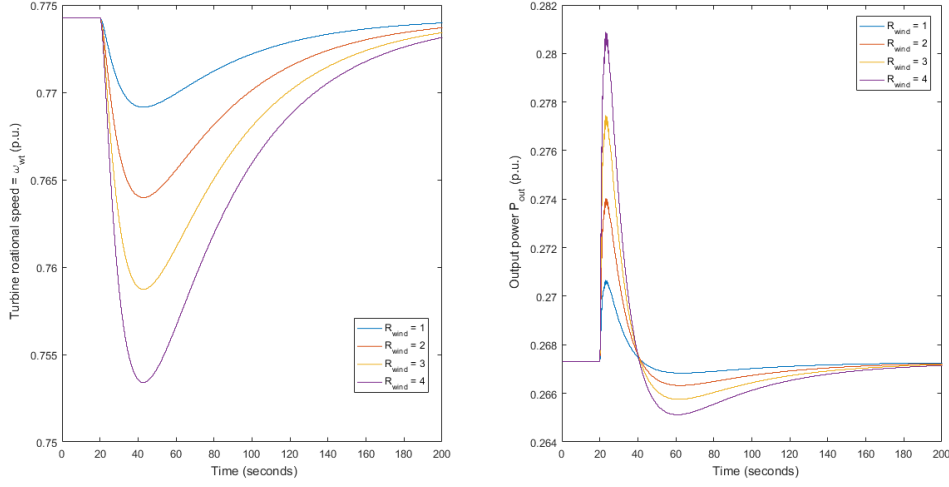 0.775
0.77
0.765
0.76
0.755
0.75
0 20 40 60 80 100 120 140 160 180 200
Time (seconds)
Turbine roational speed = ω_wt (p.u.)
R_wind = 1
R_wind = 2
R_wind = 3
R_wind = 4
0.282
0.28
0.278
0.276
0.274
0.272
0.27
0.268
0.266
0.264
0 20 40 60 80 100 120 140 160 180 200
Time (seconds)
Output power P_out (p.u.)
R_wind = 1
R_wind = 2
R_wind = 3
R_wind = 4